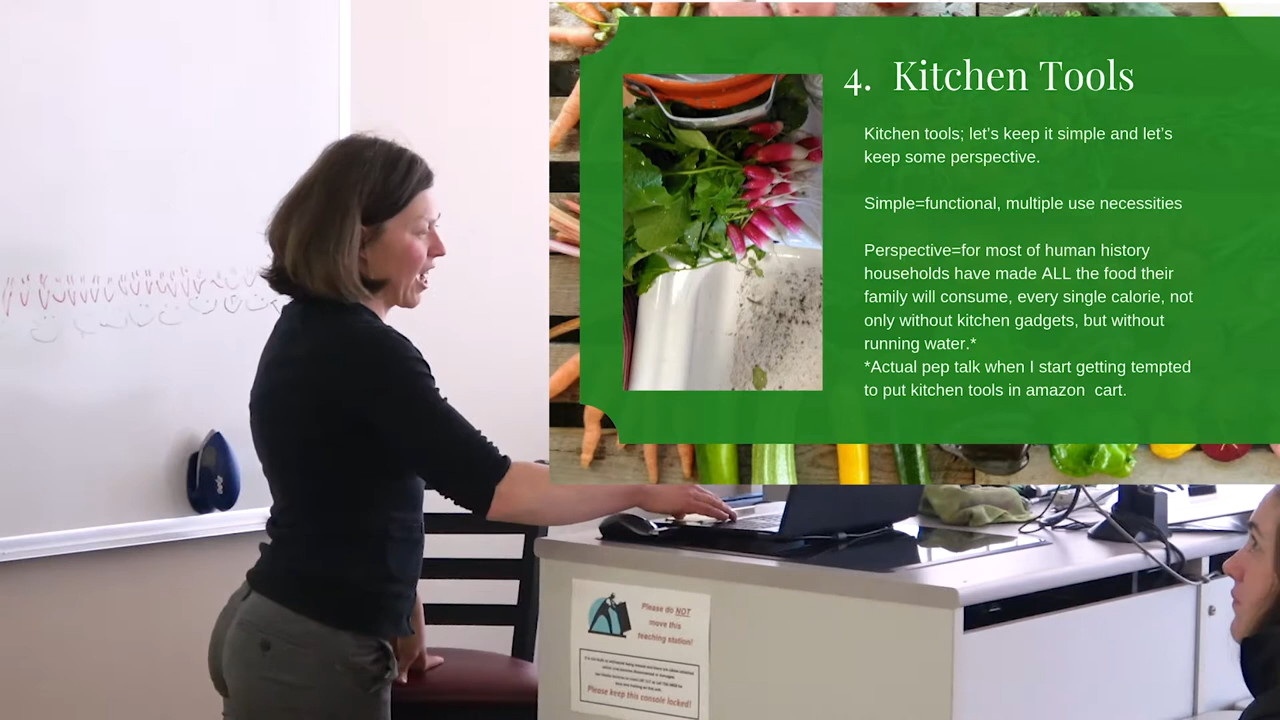 4. Kitchen Tools
Kitchen tools; let's keep it simple and let's
keep some perspective.
Simple=functional, multiple use necessities
Perspective=for most of human history
households have made ALL the food their
family will consume, every single calorie, not
only without kitchen gadgets, but without
running water.*
*Actual pep talk when I start getting tempted
to put kitchen tools in amazon  cart.
Please do NOT
move this
teaching station!
Please keep this console locked!